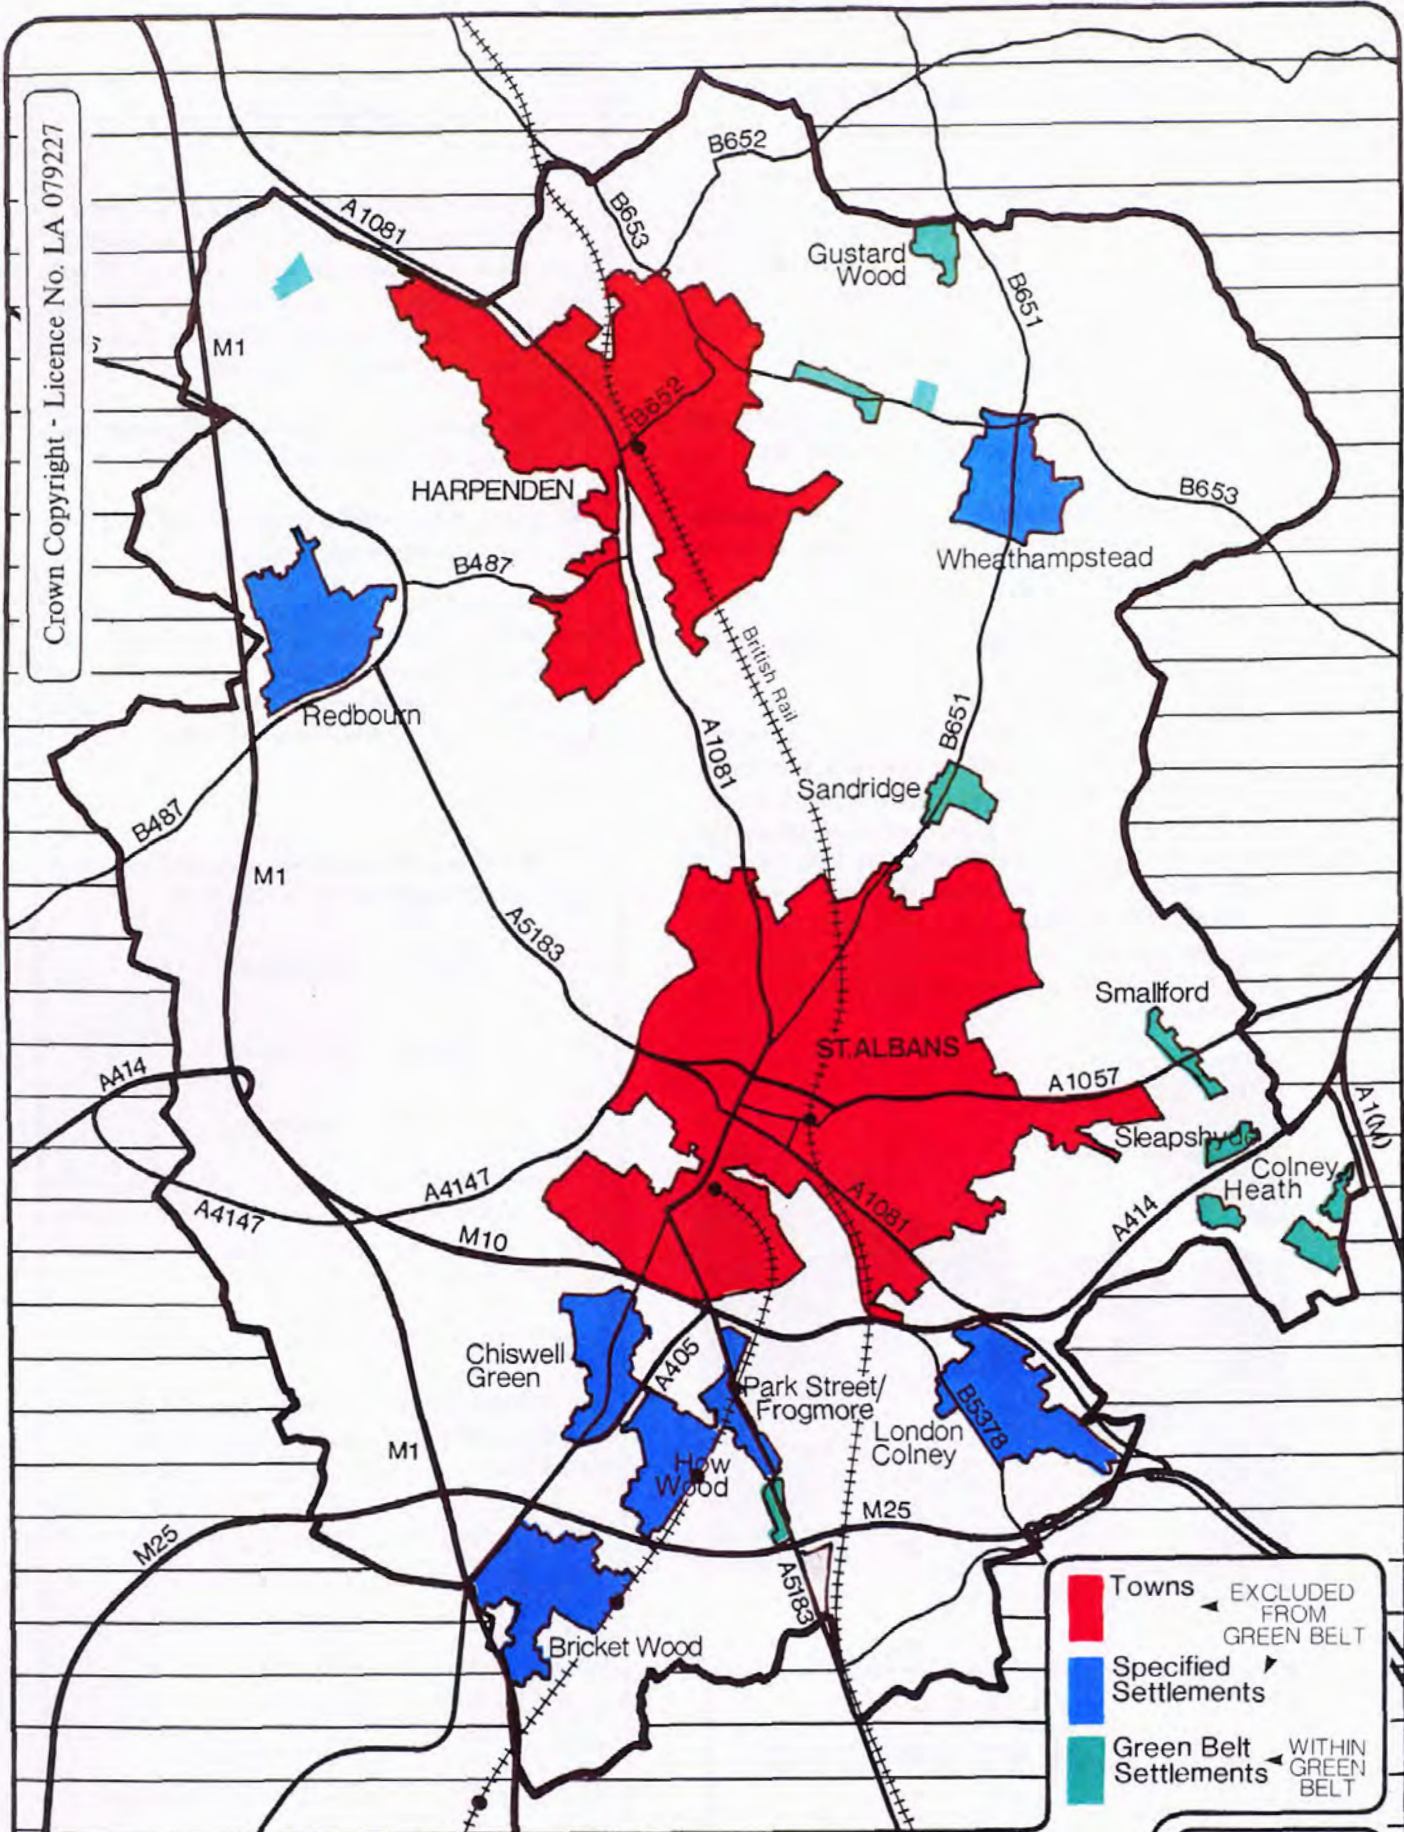 Crown Copyright - Licence No. LA 079227
B652
A1081
B653
Gustard
Wood
B651
M1
B652
HARPENDEN
B653
Wheathampstead
B487
British Rail
Redbourn
A1081
B651
Sandridge
B487
M1
A5183
Smallford
ST.ALBANS
A414
A1057
A1(M)
Sleapshyde
Colney
Heath
A4147
A4147
A1081
A414
M10
Chiswell
Green
A405
Park Street/
Frogmore
B5378
London
Colney
M1
How
Wood
M25
M25
A5183
Bricket Wood
Towns
EXCLUDED
FROM
GREEN BELT
Specified
Settlements
Green Belt
Settlements
WITHIN
GREEN
BELT